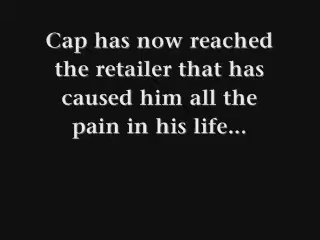 Cap has now reached
the retailer that has
caused him all the
pain in his life...